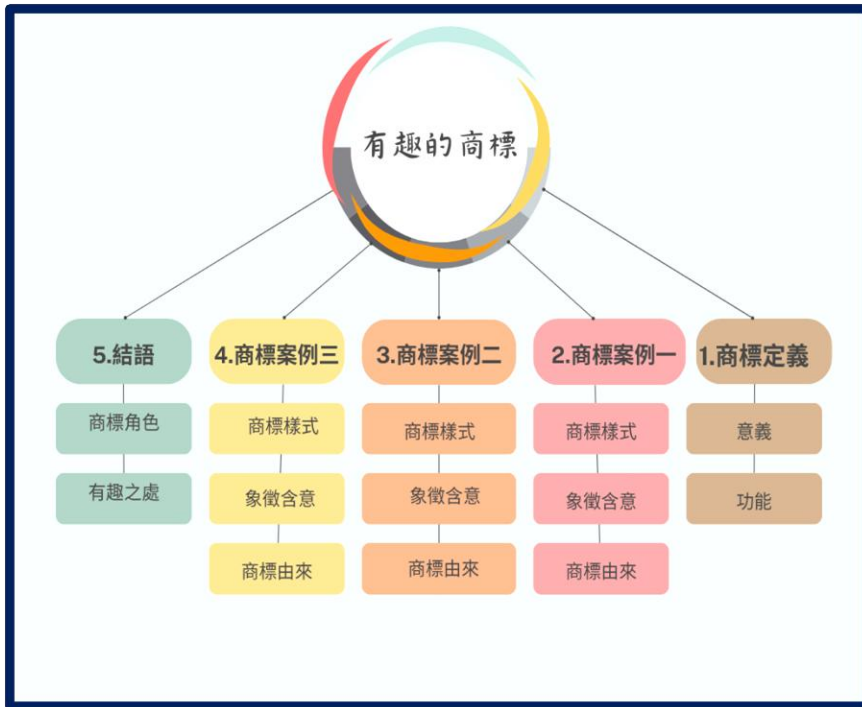 有趣的商標
1.商標定義
意義
功能
2.商標案例一
商標樣式
象徵含意
商標由來
3.商標案例二
商標樣式
象徵含意
商標由來
4.商標案例三
商標樣式
象徵含意
商標由來
5.結語
商標角色
有趣之處